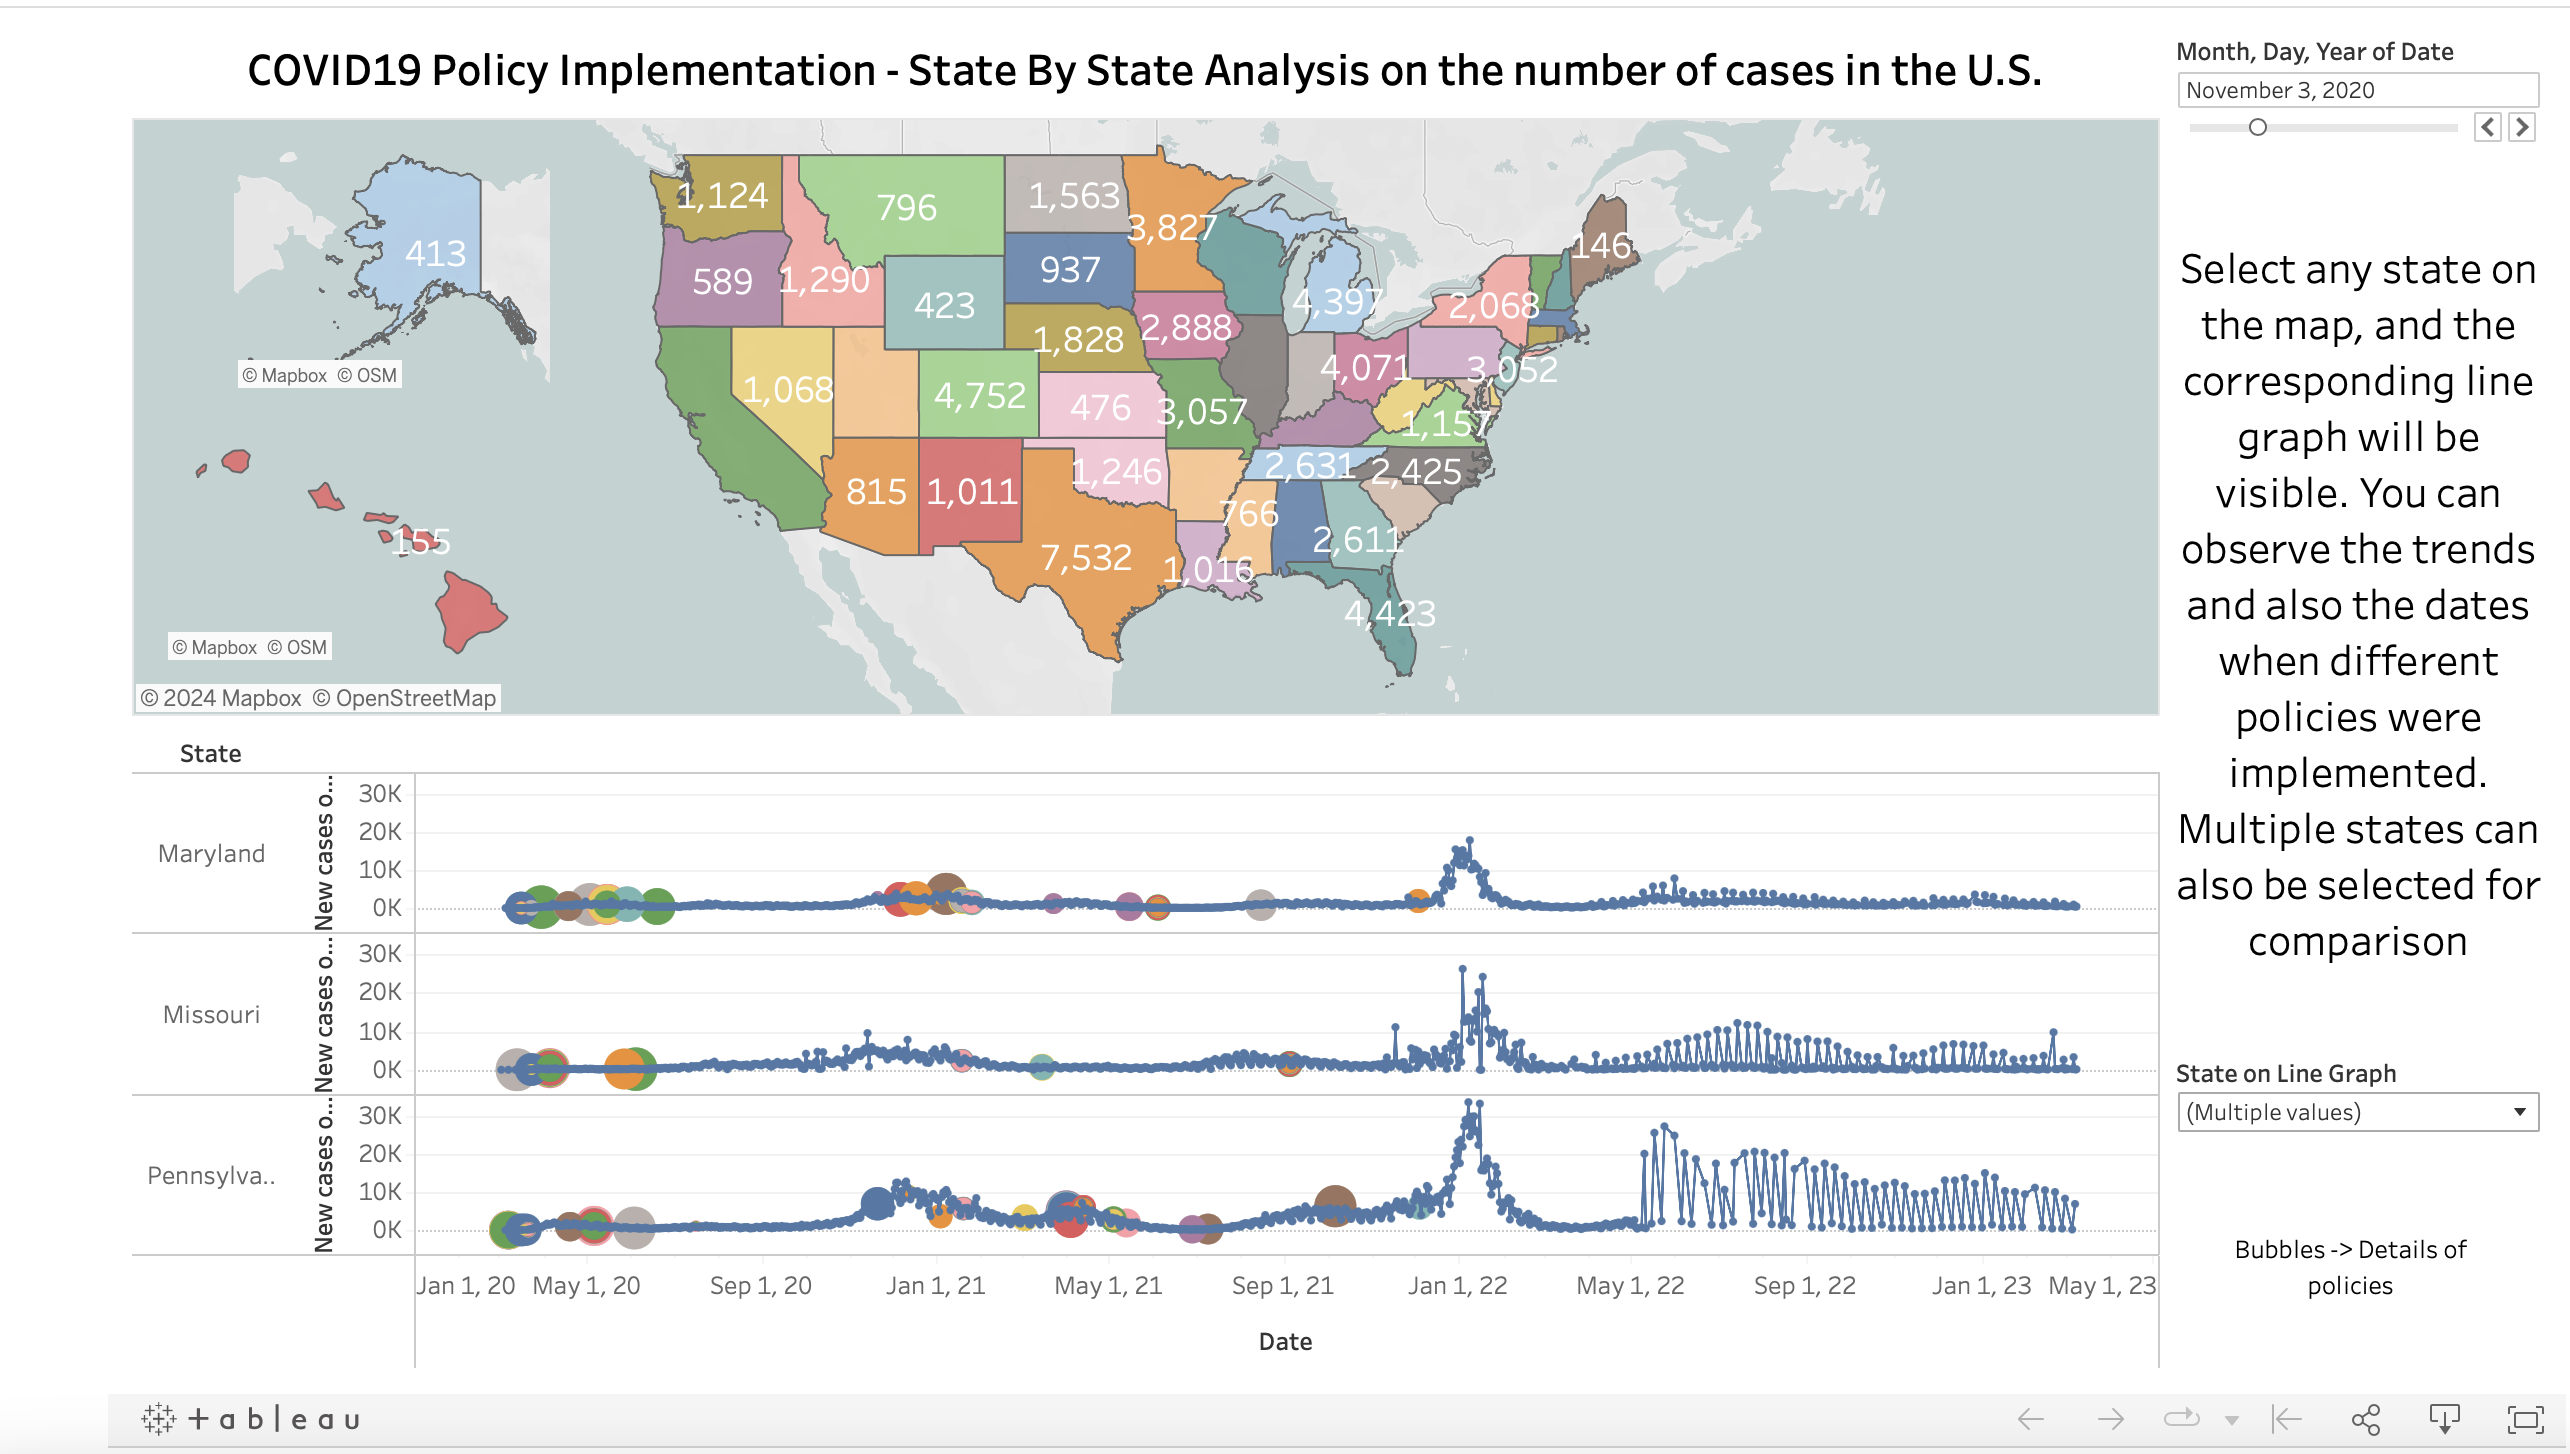 COVID19 Policy Implementation - State By State Analysis on the number of cases in the U.S.
Month, Day, Year of Date
November 3, 2020
413
© Mapbox © OSM
155
© Mapbox © OSM
© 2024 Mapbox © OpenStreetMap
1,124
796
1,563
3,827
146
589
1,290
423
937
4,397
2,068
1,828
2,888
1,068
4,752
476
3,057
4,071
3,052
1,157
815
1,011
1,246
2,631
2,425
766
7,532
1,016
2,611
4,423
Select any state on
the map, and the
corresponding line
graph will be
visible. You can
observe the trends
and also the dates
when different
policies were
implemented.
Multiple states can
also be selected for
comparison
State on Line Graph
(Multiple values)
Bubbles -> Details of
policies
State
Maryland
New cases o...
30K
20K
10K
0K
Missouri
New cases o...
30K
20K
10K
0K
Pennsylva..
New cases o...
30K
20K
10K
0K
Jan 1, 20 May 1, 20 Sep 1, 20 Jan 1, 21 May 1, 21 Sep 1, 21 Jan 1, 22 May 1, 22 Sep 1, 22 Jan 1, 23 May 1, 23
Date
+ a b | e a u